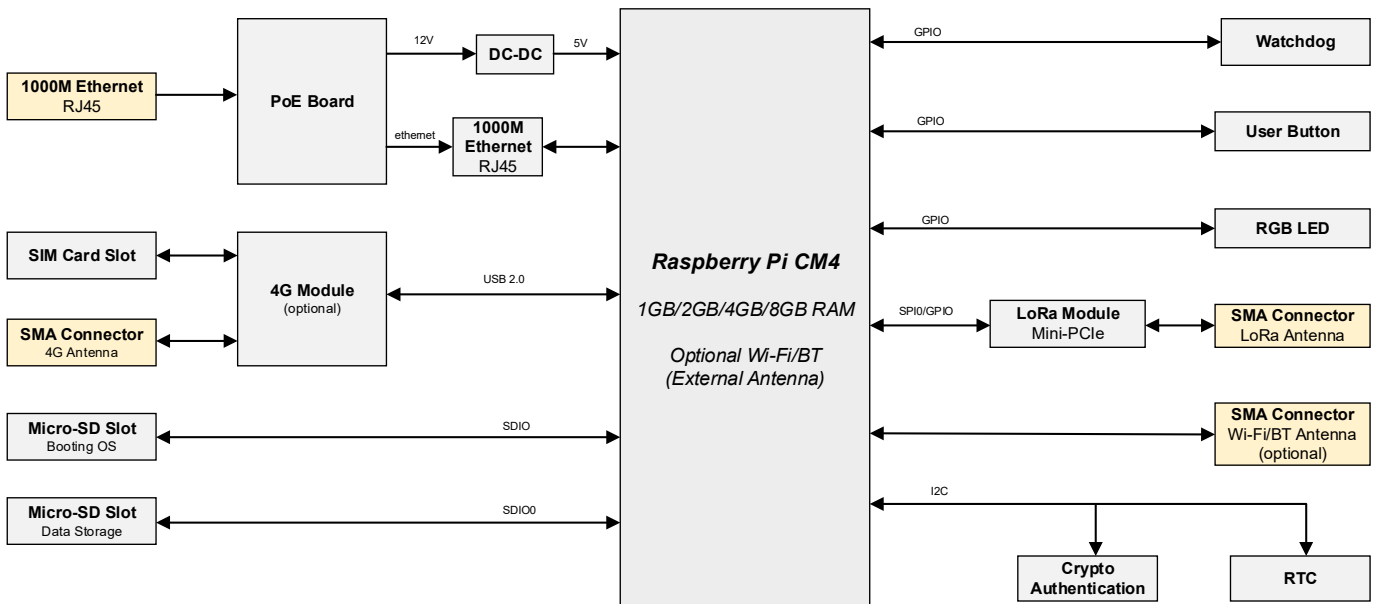 1000M Ethernet
RJ45
PoE Board
12V
DC-DC
5V
ethernet
1000M
Ethernet
RJ45
SIM Card Slot
SMA Connector
4G Antenna
4G Module
(optional)
USB 2.0
Micro-SD Slot
Booting OS
SDIO
Micro-SD Slot
Data Storage
SDIO0
Raspberry Pi CM4
1GB/2GB/4GB/8GB RAM
Optional Wi-Fi/BT
(External Antenna)
GPIO
Watchdog
GPIO
User Button
GPIO
RGB LED
SPI0/GPIO
LoRa Module
Mini-PCIe
SMA Connector
LoRa Antenna
SMA Connector
Wi-Fi/BT Antenna
(optional)
I2C
Crypto
Authentication
RTC